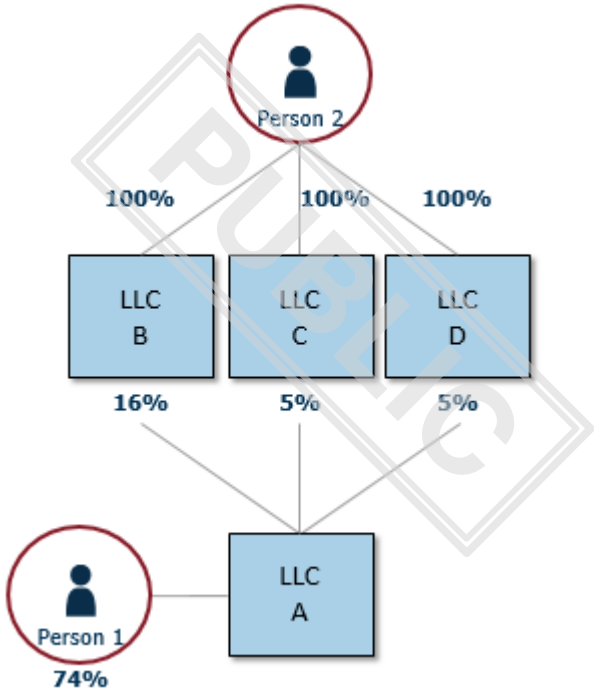 Person 2
100%
100%
100%
LLC
B
LLC
C
LLC
D
16%
5%
5%
LLC
A
Person 1
74%
PUBLIC